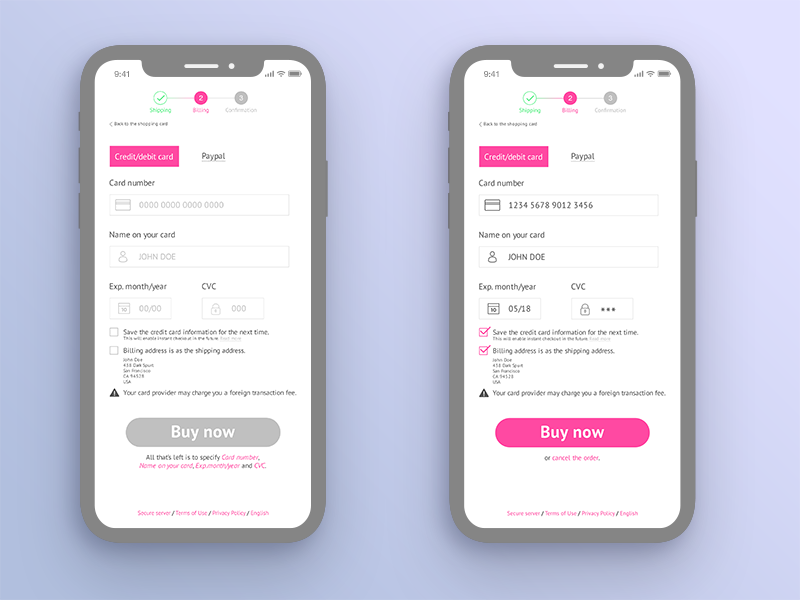 9:41
2
3
Shipping
Billing
Confirmation
Back to the shopping card
Credit/debit card
Paypal
Card number
0000 0000 0000 0000
Name on your card
JOHN DOE
Exp. month/year
CVC
10
00/00
000
Save the credit card information for the next time.
This will enable instant checkout in the future Read more
Billing address is as the shipping address.
John Doe
438 Dark Spurt
San Francisco
CA 94528
USA
Your card provider may charge you a foreign transaction fee.
Buy now
All that's left is to specify Card number,
Name on your card, Exp.month/year and CVC.
Secure server / Terms of Use / Privacy Policy / English
9:41
2
3
Shipping
Billing
Confirmation
Back to the shopping card
Credit/debit card
Paypal
Card number
1234 5678 9012 3456
Name on your card
JOHN DOE
Exp. month/year
CVC
10
05/18
•••
Save the credit card information for the next time.
This will enable instant checkout in the future Read more
Billing address is as the shipping address.
John Doe
438 Dark Spurt
San Francisco
CA 94528
USA
Your card provider may charge you a foreign transaction fee.
Buy now
or cancel the order.
Secure server / Terms of Use / Privacy Policy / English